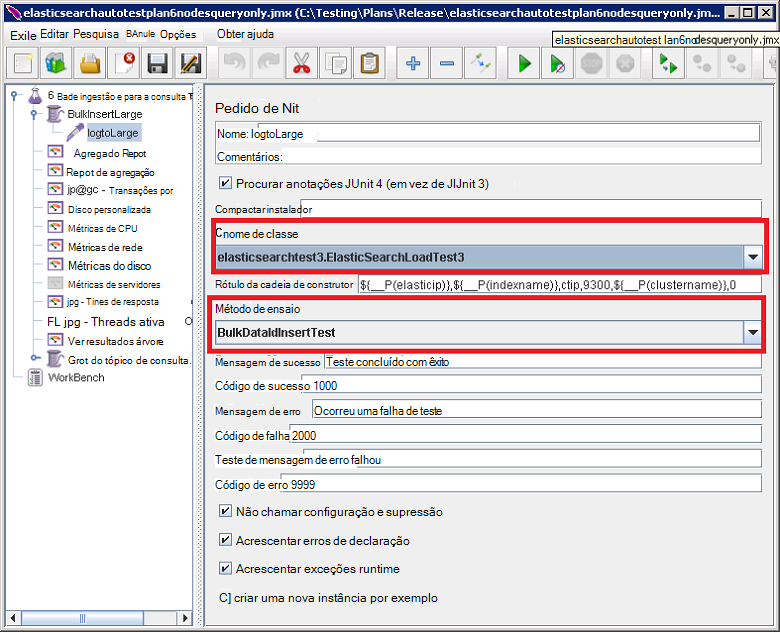 elasticsearchautotestplan6nodesqueryonly.jmx (C:\Testing\Plans\Release\elasticsearchautotestplan6nodesqueryonly.jm...
Exile Editar Pesquisa BAnule Opções Obter ajuda
elasticsearchautotest lan6nodesqueryonly.jmx
6 Bade ingestão e para a consulta T
BulkInsertLarge
logtoLarge
Agregado Repot
Repot de agregação
jp@gc - Transações por
Disco personalizada
Métricas de CPU
Métricas de rede
Métricas do disco
Métricas de servidores
jpg - Tines de resposta
FL jpg - Threads ativa O
Ver resultados árvore
Grot do tópico de consulta.
WorkBench
Pedido de Nit
Nome: logtoLarge
Comentários:
Procurar anotações JUnit 4 (em vez de JIJnit 3)
Compactar instalador
Cnome de classe
elasticsearchtest3.ElasticSearchLoadTest3
Rótulo da cadeia de construtor ${__P(elasticip)},${__P(indexname)},ctip,9300,${__P(clustername)},0
Método de ensaio
BulkDataIdInsertTest
Mensagem de sucesso Teste concluído com êxito
Código de sucesso 1000
Mensagem de erro Ocorreu uma falha de teste
Código de falha 2000
Teste de mensagem de erro falhou
Código de erro 9999
Não chamar configuração e supressão
Acrescentar erros de declaração
Acrescentar exceções runtime
C] criar uma nova instância por exemplo